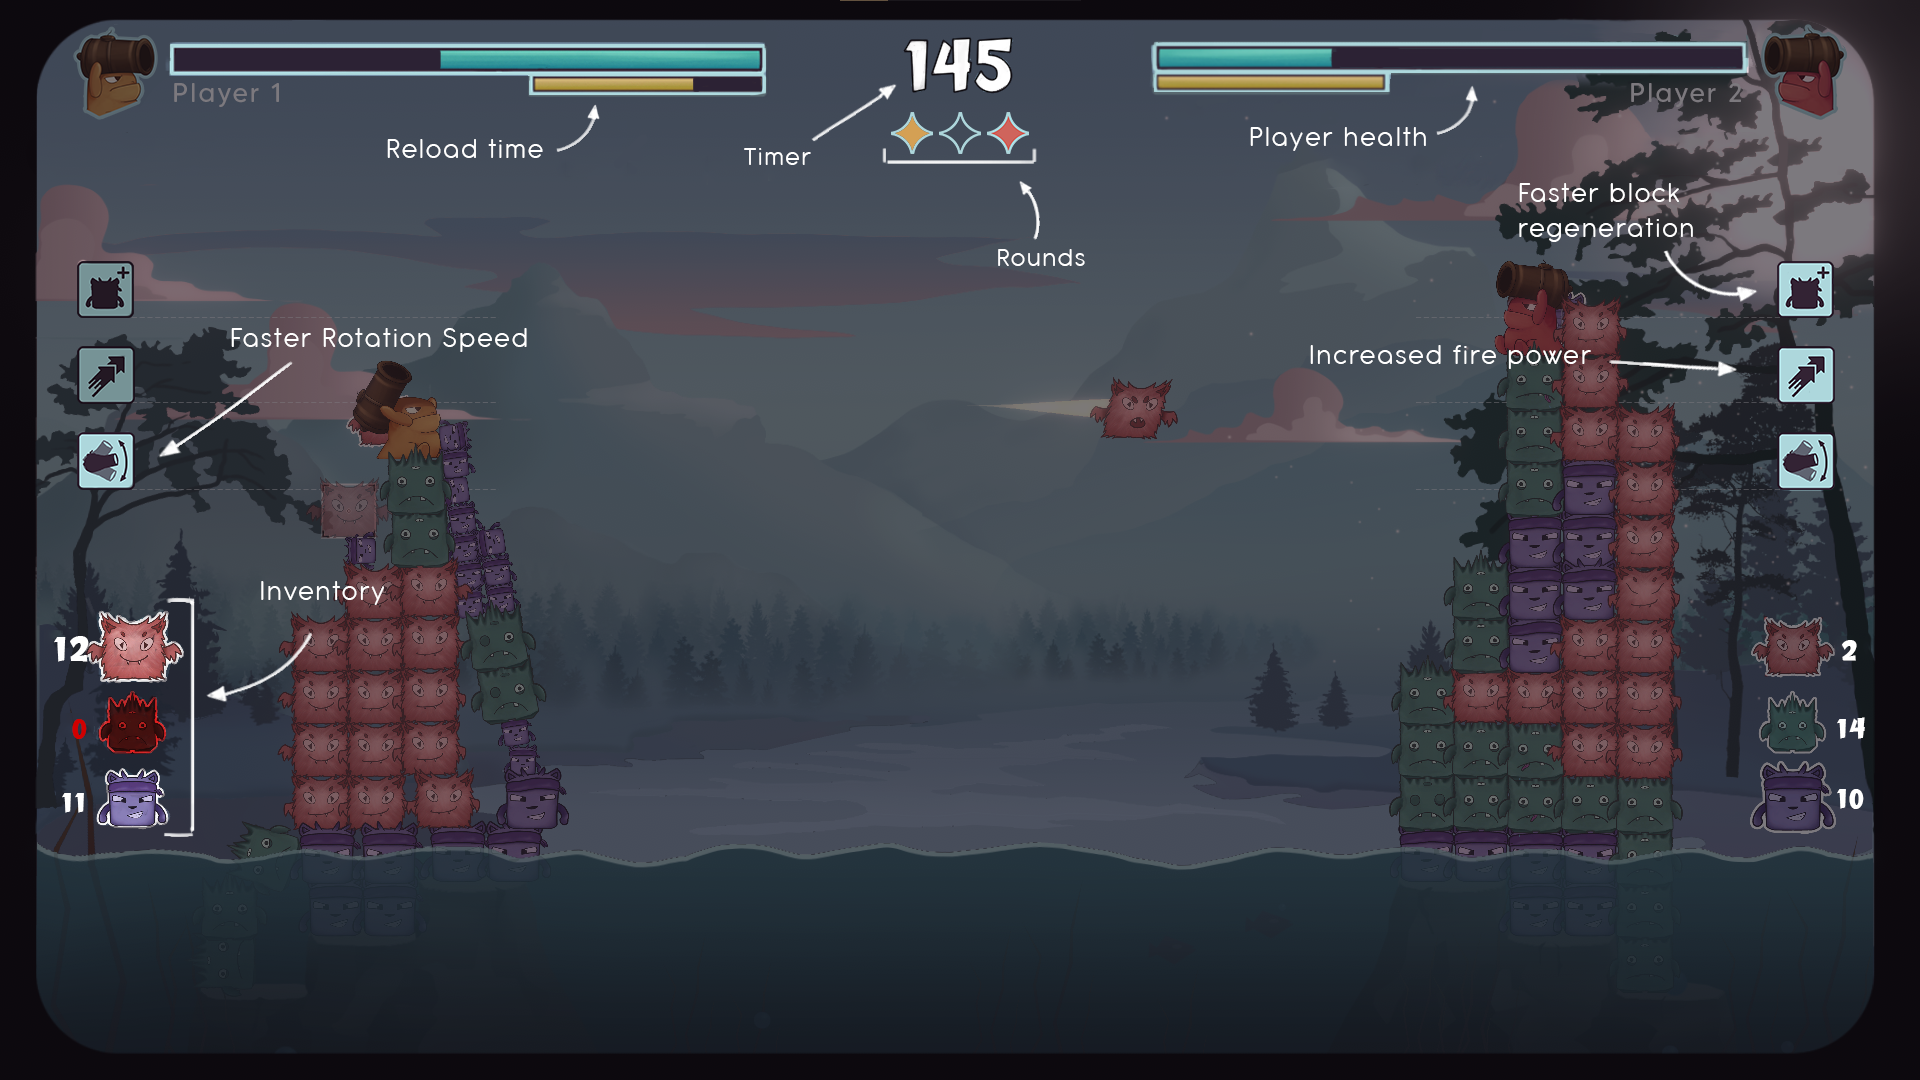 145
Player 1
Player 2
Reload time
Timer
Player health
Faster block
regeneration
Rounds
Faster Rotation Speed
Increased fire power
Inventory
12
0
11
2
14
10